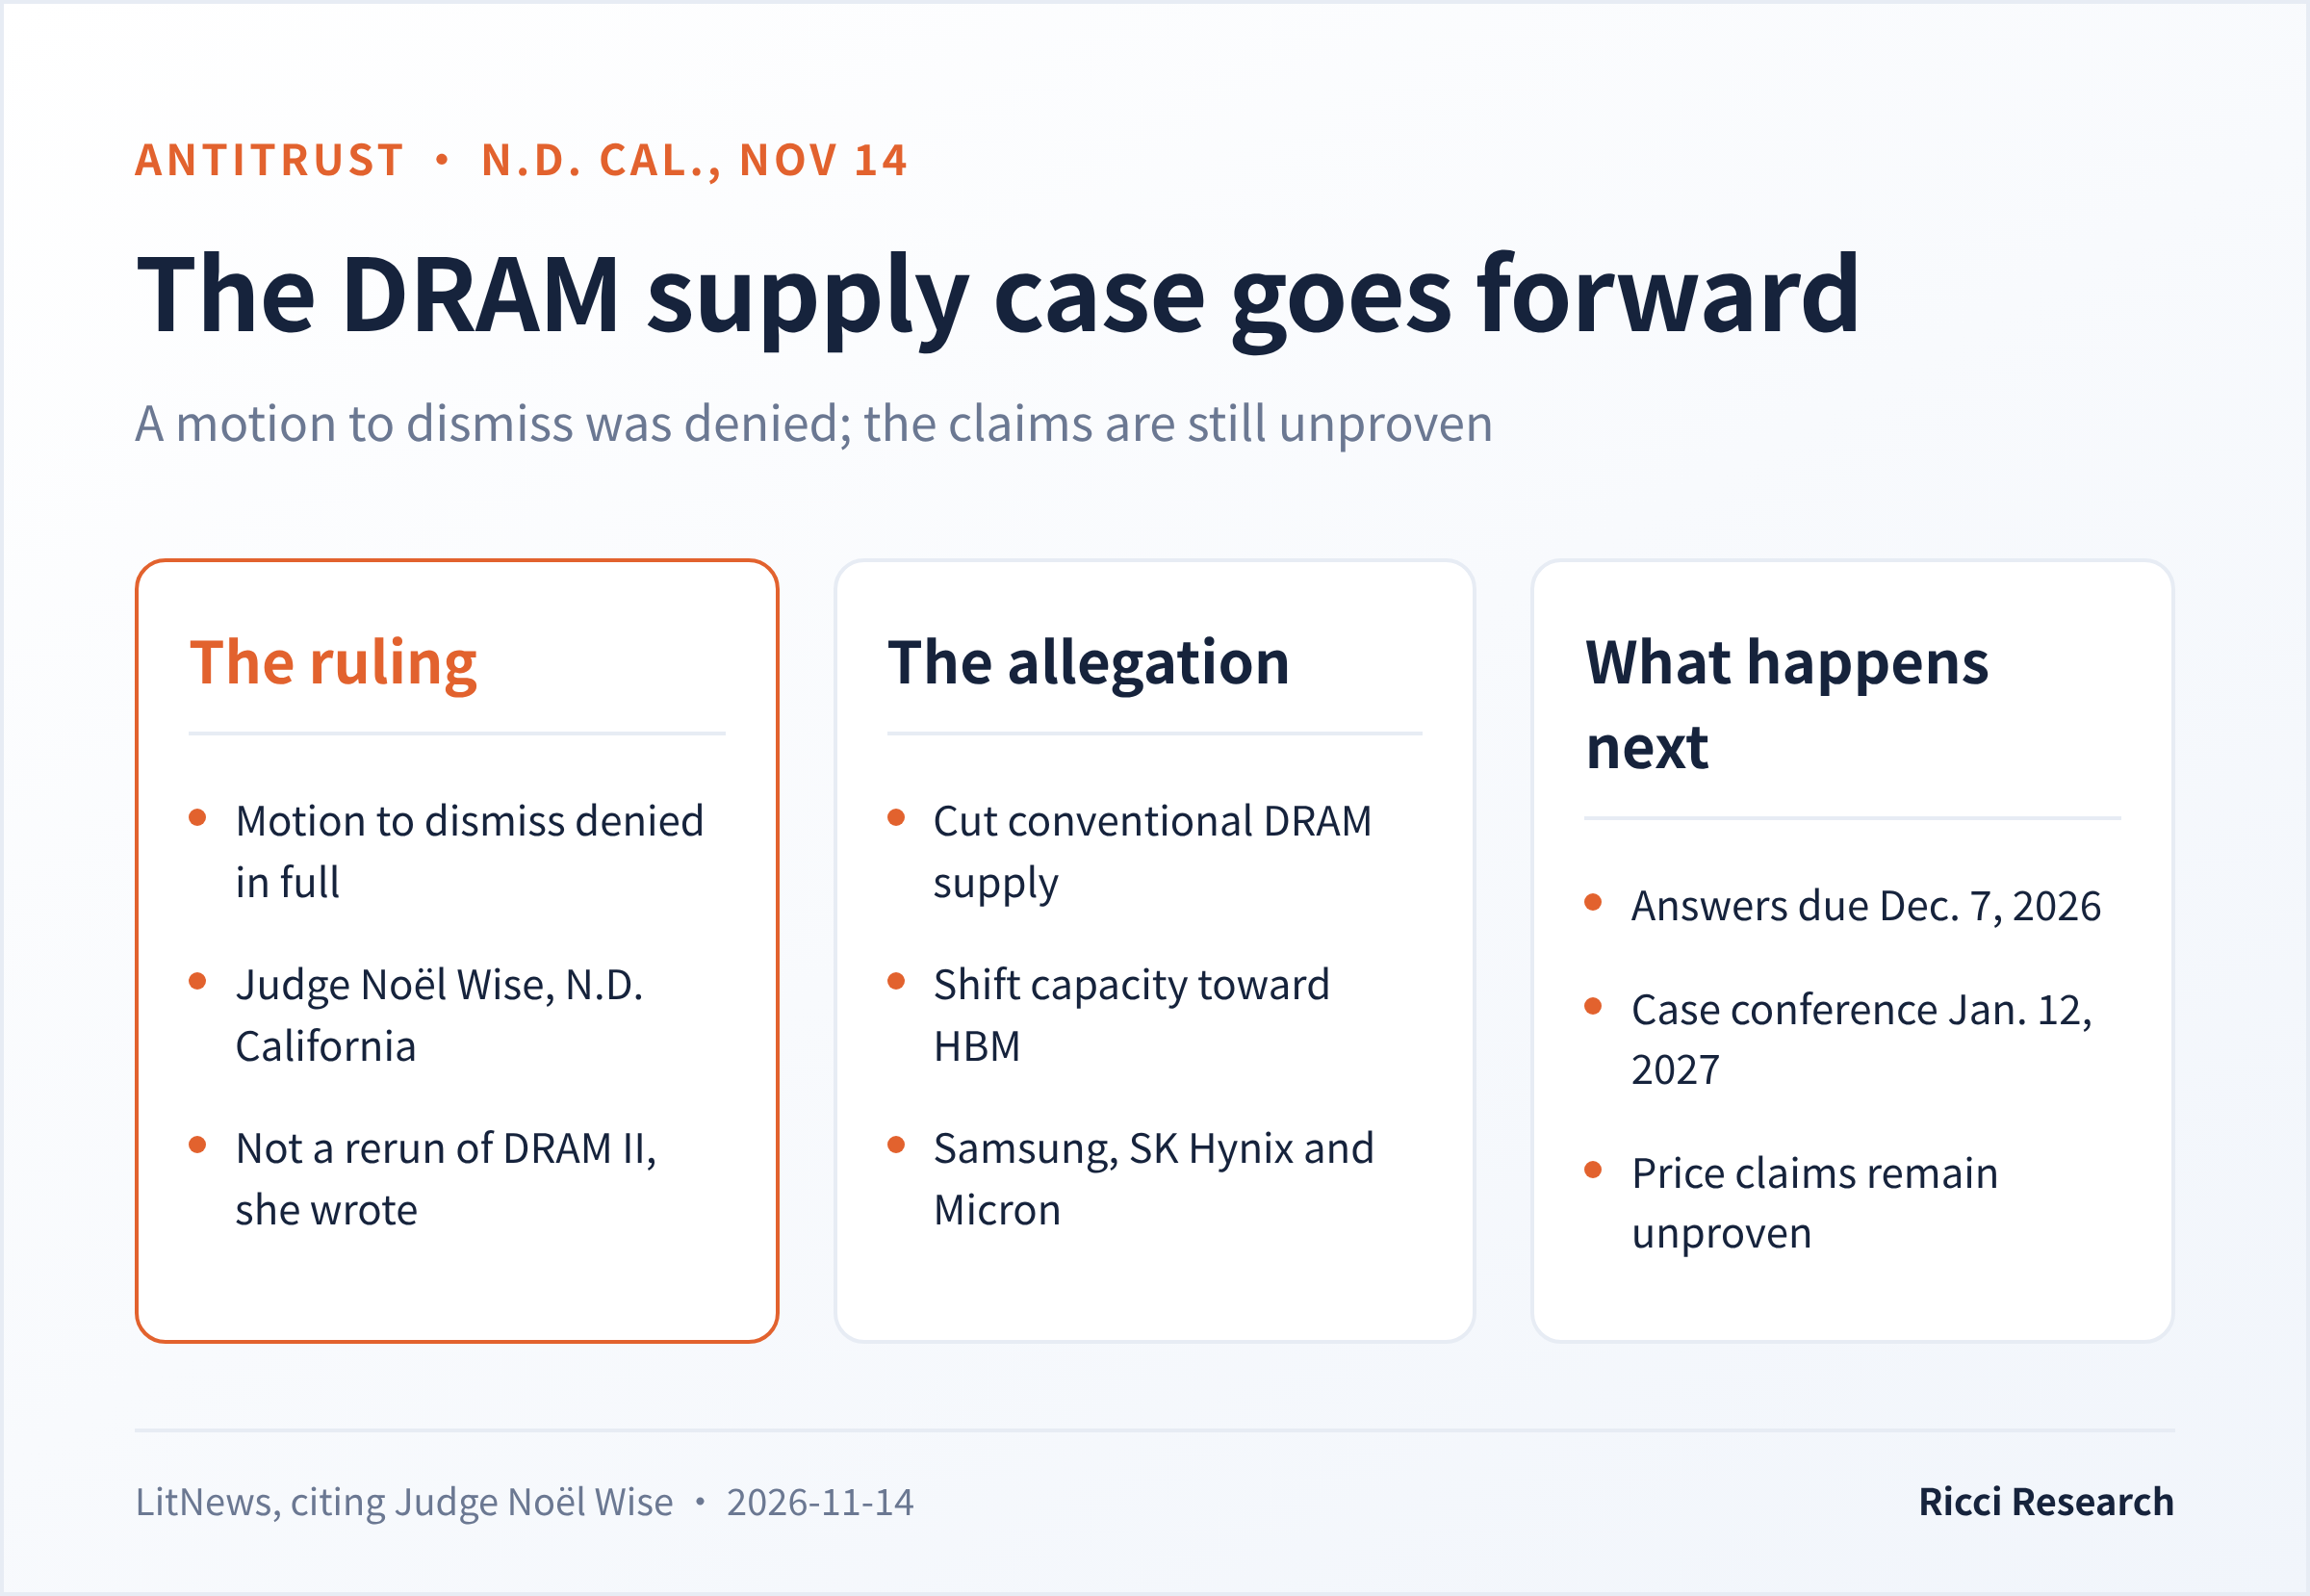 ANTITRUST • N.D. CAL., NOV 14
The DRAM supply case goes forward
A motion to dismiss was denied; the claims are still unproven
The ruling
• Motion to dismiss denied
in full
• Judge Noël Wise, N.D.
California
• Not a rerun of DRAM II,
she wrote
The allegation
• Cut conventional DRAM
supply
• Shift capacity toward
HBM
• Samsung, SK Hynix and
Micron
What happens
next
• Answers due Dec. 7, 2026
• Case conference Jan. 12,
2027
• Price claims remain
unproven
LitNews, citing Judge Noël Wise • 2026-11-14
Ricci Research